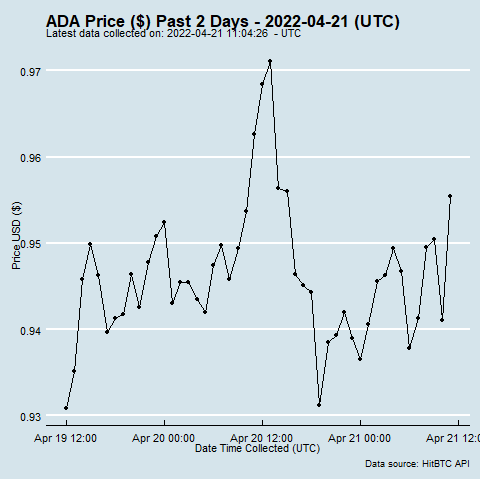 ADA Price ($) Past 2 Days - 2022-04-21 (UTC)
Latest data collected on: 2022-04-21 11:04:26  - UTC
0.97
0.96
0.95
0.94
0.93
Price USD ($)
Apr 19 12:00
Apr 20 00:00
Apr 20 12:00
Apr 21 00:00
Apr 21 12:00
Date Time Collected (UTC)
Data source: HitBTC API